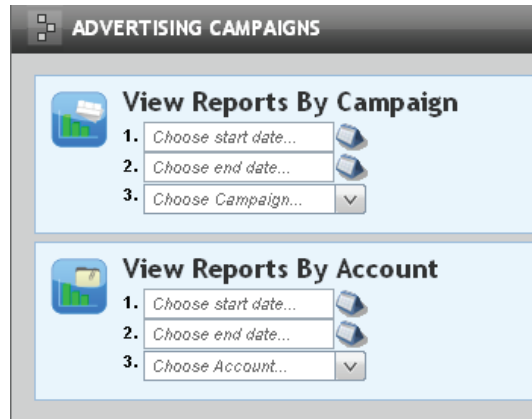 ADVERTISING CAMPAIGNS
View Reports By Campaign
1. Choose start date...
2. Choose end date...
3. Choose Campaign...
View Reports By Account
1. Choose start date...
2. Choose end date...
3. Choose Account...